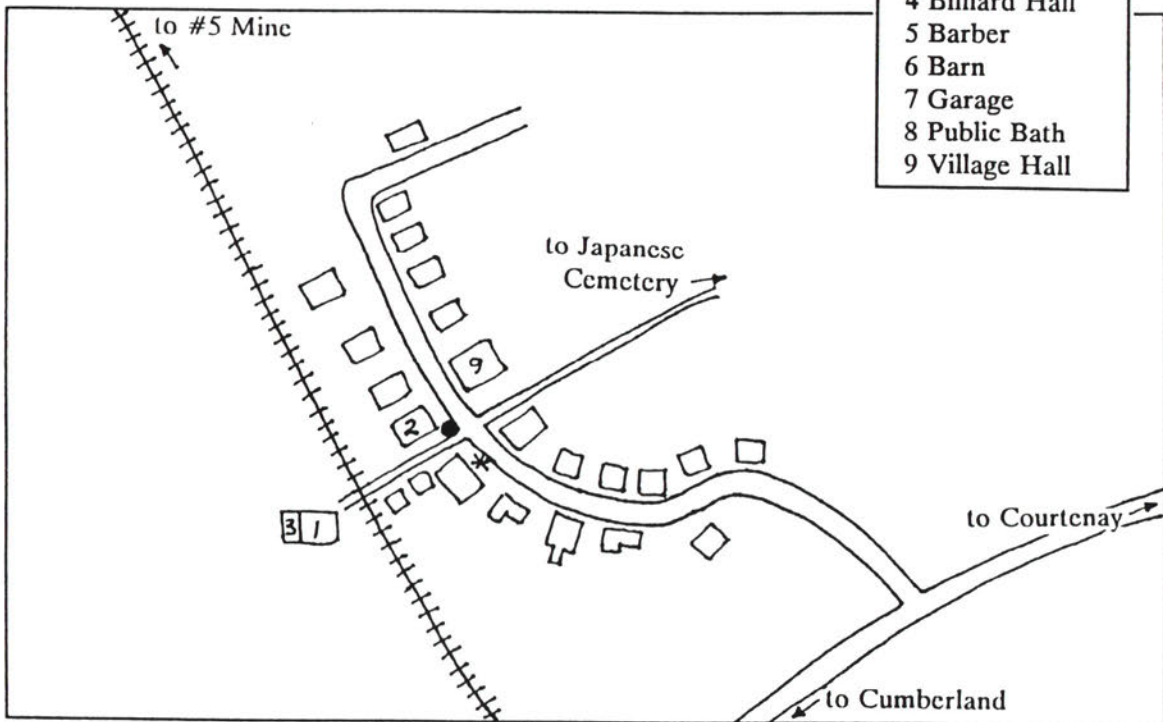 4 Billiard Hall
5 Barber
6 Barn
7 Garage
8 Public Bath
9 Village Hall
to #5 Mine
to Japanese
Cemetery
9
2
3 1
to Courtenay
to Cumberland